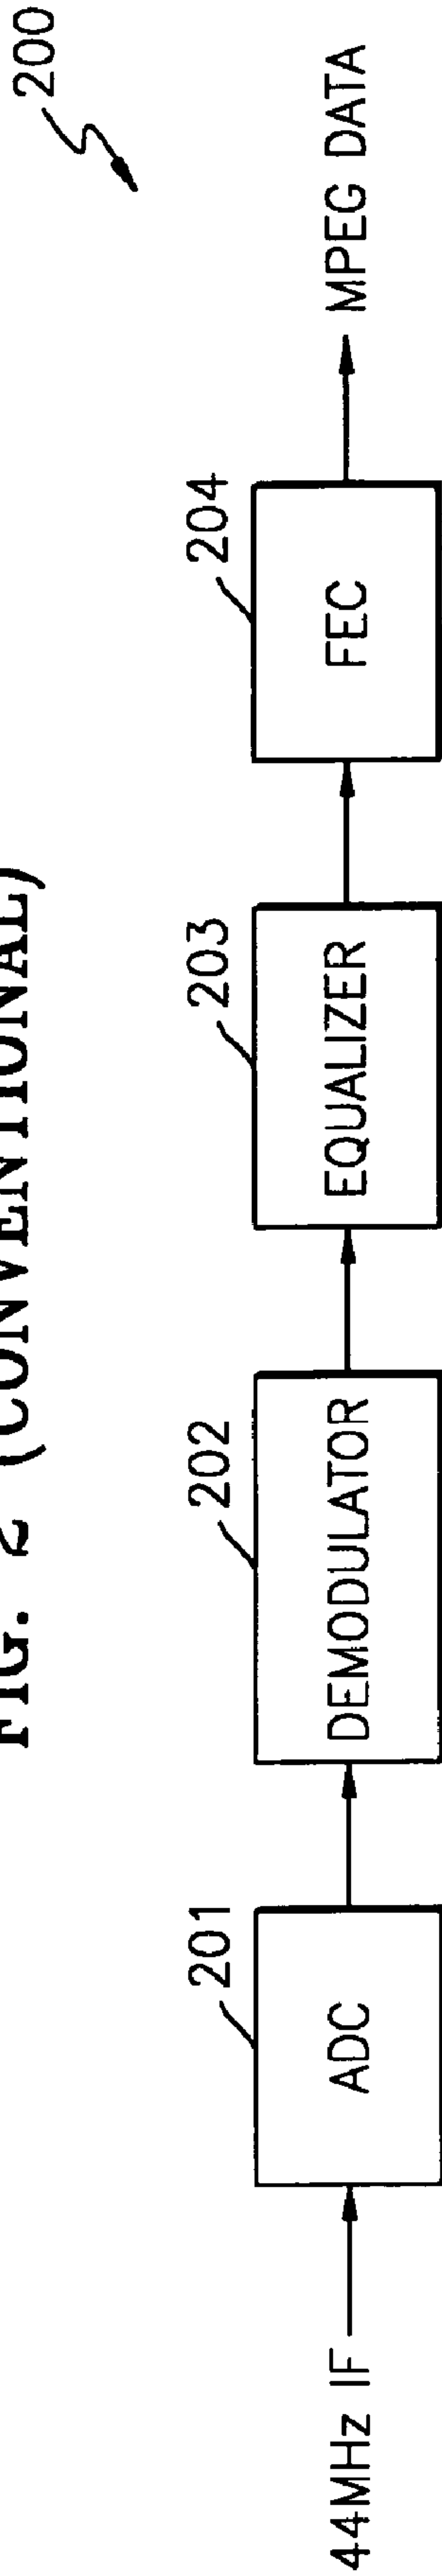 FIG. 2 (CONVENTIONAL)
200
44MHz IF
201
ADC
202
DEMODULATOR
203
EQUALIZER
204
FEC
MPEG DATA